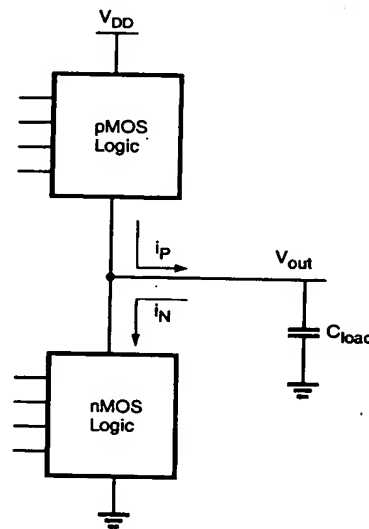 V_DD
pMOS
Logic
i_P
V_out
i_N
C_load
nMOS
Logic